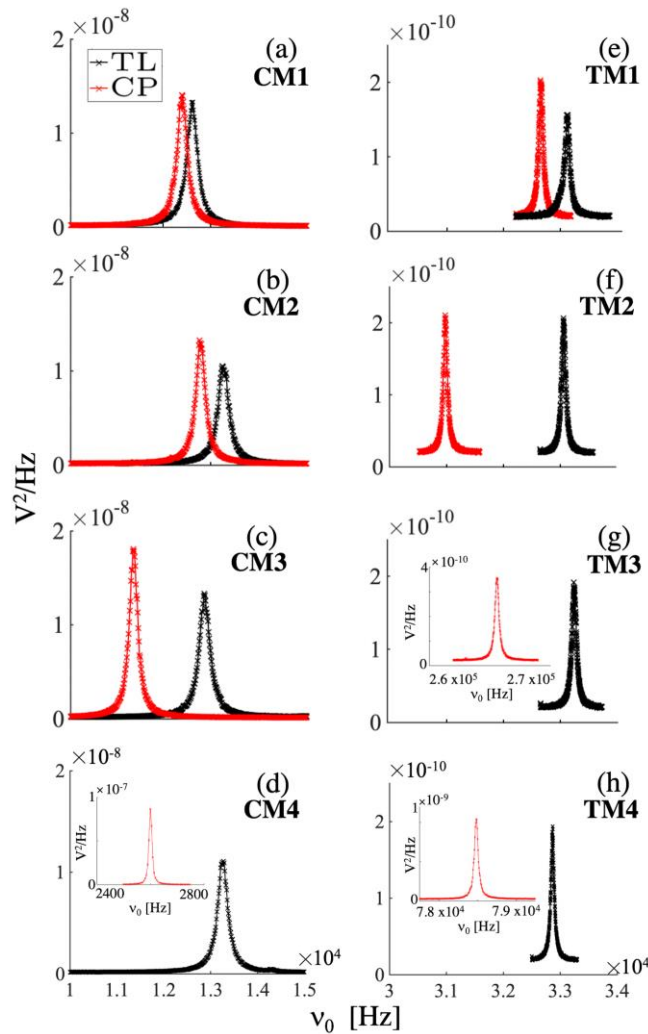 ×10⁻⁸
2
1
0
TL
CP
(a)
CM1
×10⁻¹⁰
2
1
0
(e)
TM1
×10⁻⁸
2
1
0
(b)
CM2
×10⁻¹⁰
2
1
0
(f)
TM2
V²/Hz
×10⁻⁸
2
1
0
(c)
CM3
×10⁻¹⁰
2
1
0
(g)
TM3
4 ×10⁻¹⁰
V²/Hz
0
2.6 x10⁵ 2.7 x10⁵
ν₀ [Hz]
×10⁻⁸
2
1
0
(d)
CM4
1 ×10⁻⁷
V²/Hz
0
2400 2800
ν₀ [Hz]
×10⁴
1 1.1 1.2 1.3 1.4 1.5
×10⁻¹⁰
2
1
0
(h)
TM4
1 ×10⁻⁹
V²/Hz
0
7.8 x10⁴ 7.9 x10⁴
ν₀ [Hz]
×10⁴
3 3.1 3.2 3.3 3.4
ν₀ [Hz]